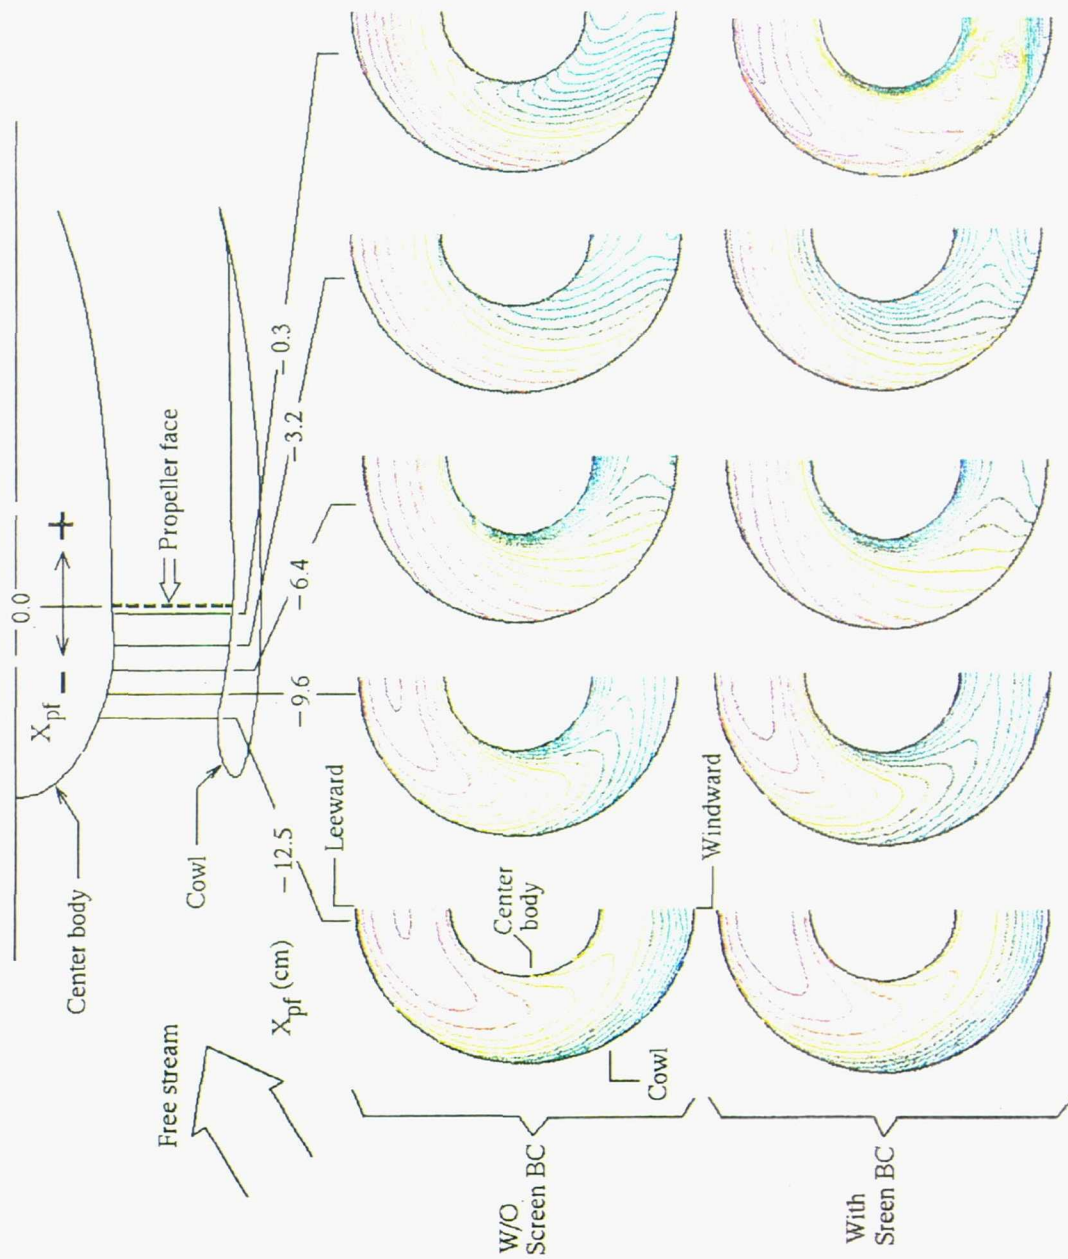 0.0
X_pf − +
Propeller face
Center body
Cowl
Free stream
X_pf (cm)
−12.5
−9.6
−6.4
−3.2
−0.3
Leeward
Center
body
Cowl
Windward
W/O
Screen BC
With
Sreen BC